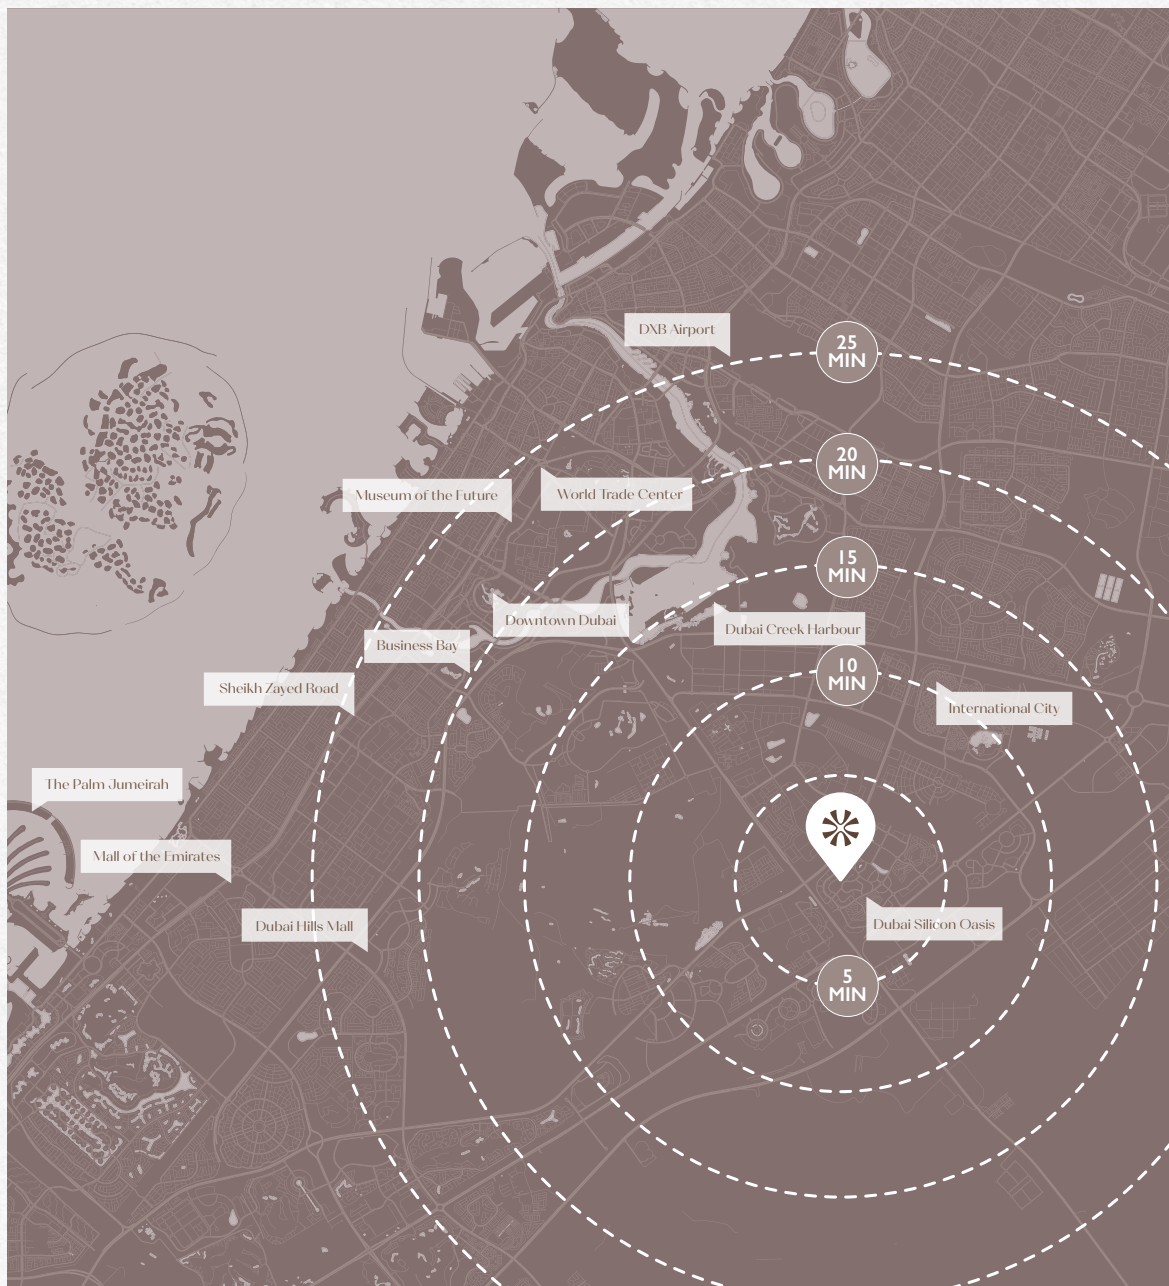 DXB Airport
25
MIN
20
MIN
Museum of the Future
World Trade Center
15
MIN
Downtown Dubai
Dubai Creek Harbour
Business Bay
10
MIN
Sheikh Zayed Road
International City
The Palm Jumeirah
Mall of the Emirates
Dubai Hills Mall
Dubai Silicon Oasis
5
MIN